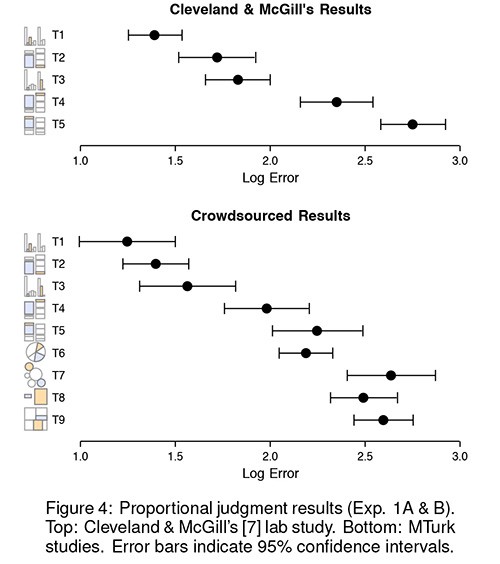 Cleveland & McGill's Results
T1
T2
T3
T4
T5
1.0 1.5 2.0 2.5 3.0
Log Error
Crowdsourced Results
T1
T2
T3
T4
T5
T6
T7
T8
T9
1.0 1.5 2.0 2.5 3.0
Log Error
Figure 4: Proportional judgment results (Exp. 1A & B).
Top: Cleveland & McGill's [7] lab study. Bottom: MTurk
studies. Error bars indicate 95% confidence intervals.